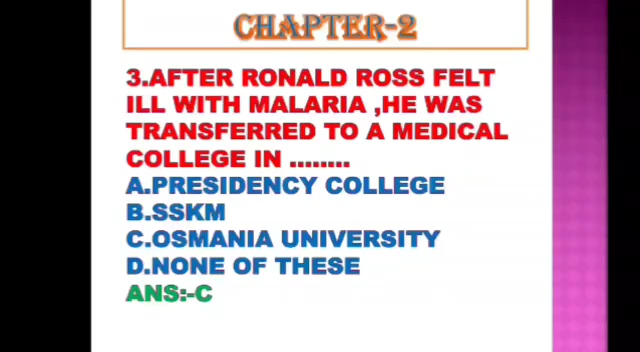 CHAPTER-2
3.AFTER RONALD ROSS FELT
ILL WITH MALARIA ,HE WAS
TRANSFERRED TO A MEDICAL
COLLEGE IN ........
A.PRESIDENCY COLLEGE
B.SSKM
C.OSMANIA UNIVERSITY
D.NONE OF THESE
ANS:-C